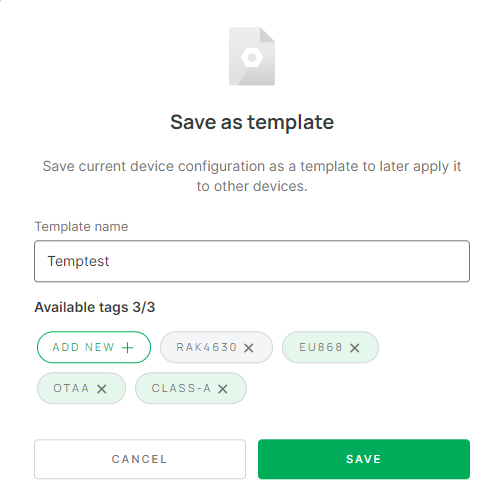 Save as template
Save current device configuration as a template to later apply it
to other devices.
Template name
Temptest
Available tags 3/3
ADD NEW +
RAK4630 ×
EU868 ×
OTAA ×
CLASS-A ×
CANCEL
SAVE